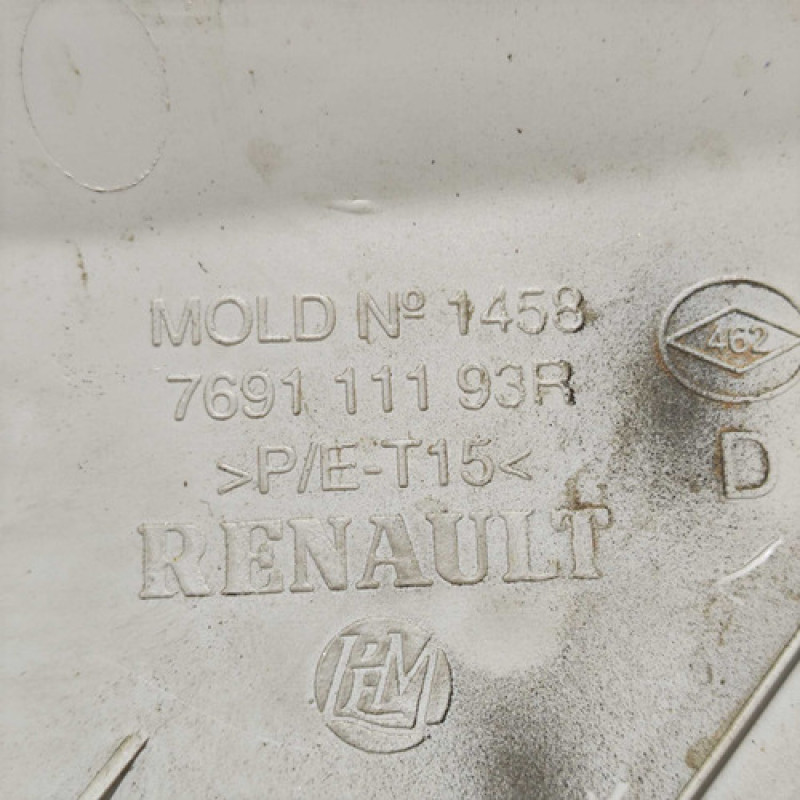 MOLD Nº 1458
462
7691 111 93R
D
>P/E-T15<
RENAULT